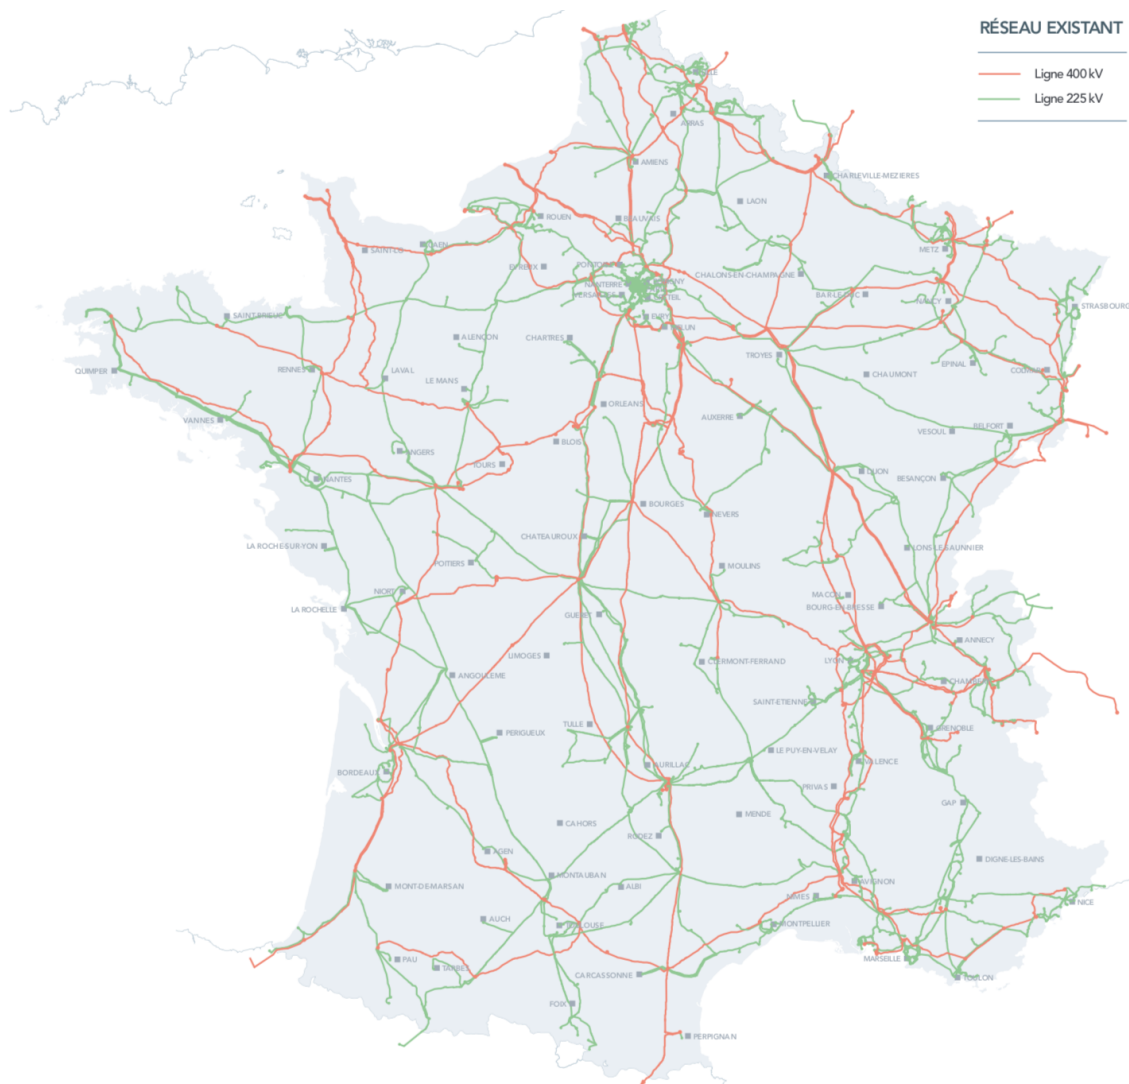 RÉSEAU EXISTANT
Ligne 400 kV
Ligne 225 kV
ARRAS
AMIENS
CHARLEVILLE-MEZIERES
LAON
ROUEN
BEAUVAIS
SAINT-LO
CAEN
METZ
EVREUX
PONTOISE
CHALONS-EN-CHAMPAGNE
NANTERRE
VERSAILLES
BAR-LE-DUC
NANCY
STRASBOURG
SAINT-BRIEUC
EVRY
MELUN
ALENÇON
CHARTRES
TROYES
EPINAL
COLMAR
QUIMPER
RENNES
LAVAL
LE MANS
CHAUMONT
ORLEANS
AUXERRE
VANNES
BELFORT
VESOUL
BLOIS
ANGERS
TOURS
DIJON
BESANÇON
NANTES
BOURGES
NEVERS
CHATEAUROUX
LA ROCHE-SUR-YON
LONS-LE-SAUNNIER
POITIERS
MOULINS
NIORT
MACON
BOURG-EN-BRESSE
LA ROCHELLE
GUERET
ANNECY
LIMOGES
CLERMONT-FERRAND
LYON
ANGOULEME
CHAMBERY
SAINT-ETIENNE
TULLE
PERIGUEUX
GRENOBLE
LE PUY-EN-VELAY
AURILLAC
VALENCE
BORDEAUX
PRIVAS
GAP
MENDE
CAHORS
RODEZ
AGEN
DIGNE-LES-BAINS
MONTAUBAN
AVIGNON
MONT-DE-MARSAN
ALBI
NIMES
NICE
AUCH
TOULOUSE
MONTPELLIER
PAU
TARBES
MARSEILLE
CARCASSONNE
TOULON
FOIX
PERPIGNAN